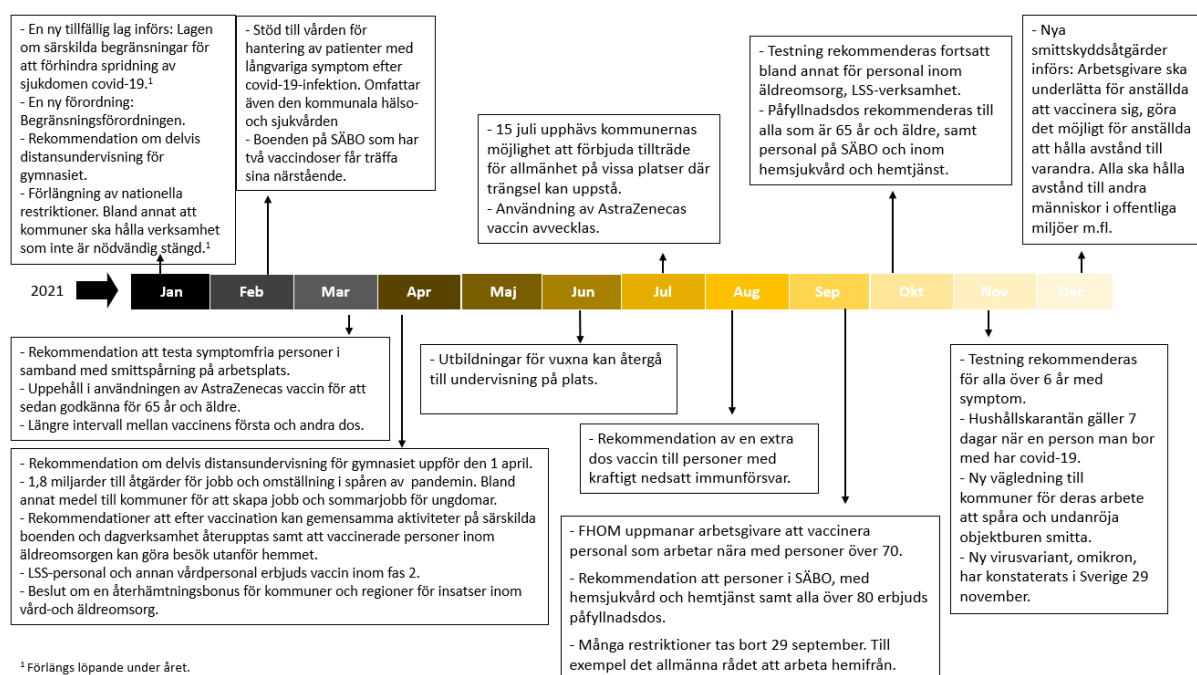 - En ny tillfällig lag införs: Lagen
om särskilda begränsningar för
att förhindra spridning av
sjukdomen covid-19.¹
- En ny förordning:
Begränsningsförordningen.
- Rekommendation om delvis
distansundervisning för
gymnasiet.
- Förlängning av nationella
restriktioner. Bland annat att
kommuner ska hålla verksamhet
som inte är nödvändig stängd.¹
- Stöd till vården för
hantering av patienter med
långvariga symptom efter
covid-19-infektion. Omfattar
även den kommunala hälso-
och sjukvården
- Boenden på SÄBO som har
två vaccindoser får träffa
sina närstående.
- 15 juli upphävs kommunernas
möjlighet att förbjuda tillträde
för allmänhet på vissa platser där
trängsel kan uppstå.
- Användning av AstraZenecas
vaccin avvecklas.
- Testning rekommenderas fortsatt
bland annat för personal inom
äldreomsorg, LSS-verksamhet.
- Påfyllnadsdos rekommenderas till
alla som är 65 år och äldre, samt
personal på SÄBO och inom
hemsjukvård och hemtjänst.
- Nya
smittskyddsåtgärder
införs: Arbetsgivare ska
underlätta för anställda
att vaccinera sig, göra
det möjligt för anställda
att hålla avstånd till
varandra. Alla ska hålla
avstånd till andra
människor i offentliga
miljöer m.fl.
2021 Jan Feb Mar Apr Maj Jun Jul Aug Sep Okt Nov Dec
- Rekommendation att testa symptomfria personer i
samband med smittspårning på arbetsplats.
- Uppehåll i användningen av AstraZenecas vaccin för att
sedan godkänna för 65 år och äldre.
- Längre intervall mellan vaccinens första och andra dos.
- Rekommendation om delvis distansundervisning för gymnasiet uppför den 1 april.
- 1,8 miljarder till åtgärder för jobb och omställning i spåren av pandemin. Bland
annat medel till kommuner för att skapa jobb och sommarjobb för ungdomar.
- Rekommendationer att efter vaccination kan gemensamma aktiviteter på särskilda
boenden och dagverksamhet återupptas samt att vaccinerade personer inom
äldreomsorgen kan göra besök utanför hemmet.
- LSS-personal och annan vårdpersonal erbjuds vaccin inom fas 2.
- Beslut om en återhämtningsbonus för kommuner och regioner för insatser inom
vård-och äldreomsorg.
- Utbildningar för vuxna kan återgå
till undervisning på plats.
- Rekommendation av en extra
dos vaccin till personer med
kraftigt nedsatt immunförsvar.
- FHOM uppmanar arbetsgivare att vaccinera
personal som arbetar nära med personer över 70.
- Rekommendation att personer i SÄBO, med
hemsjukvård och hemtjänst samt alla över 80 erbjuds
påfyllnadsdos.
- Många restriktioner tas bort 29 september. Till
exempel det allmänna rådet att arbeta hemifrån.
- Testning rekommenderas
för alla över 6 år med
symptom.
- Hushållskarantän gäller 7
dagar när en person man bor
med har covid-19.
- Ny vägledning till
kommuner för deras arbete
att spåra och undanröja
objektburen smitta.
- Ny virusvariant, omikron,
har konstaterats i Sverige 29
november.
¹ Förlängs löpande under året.